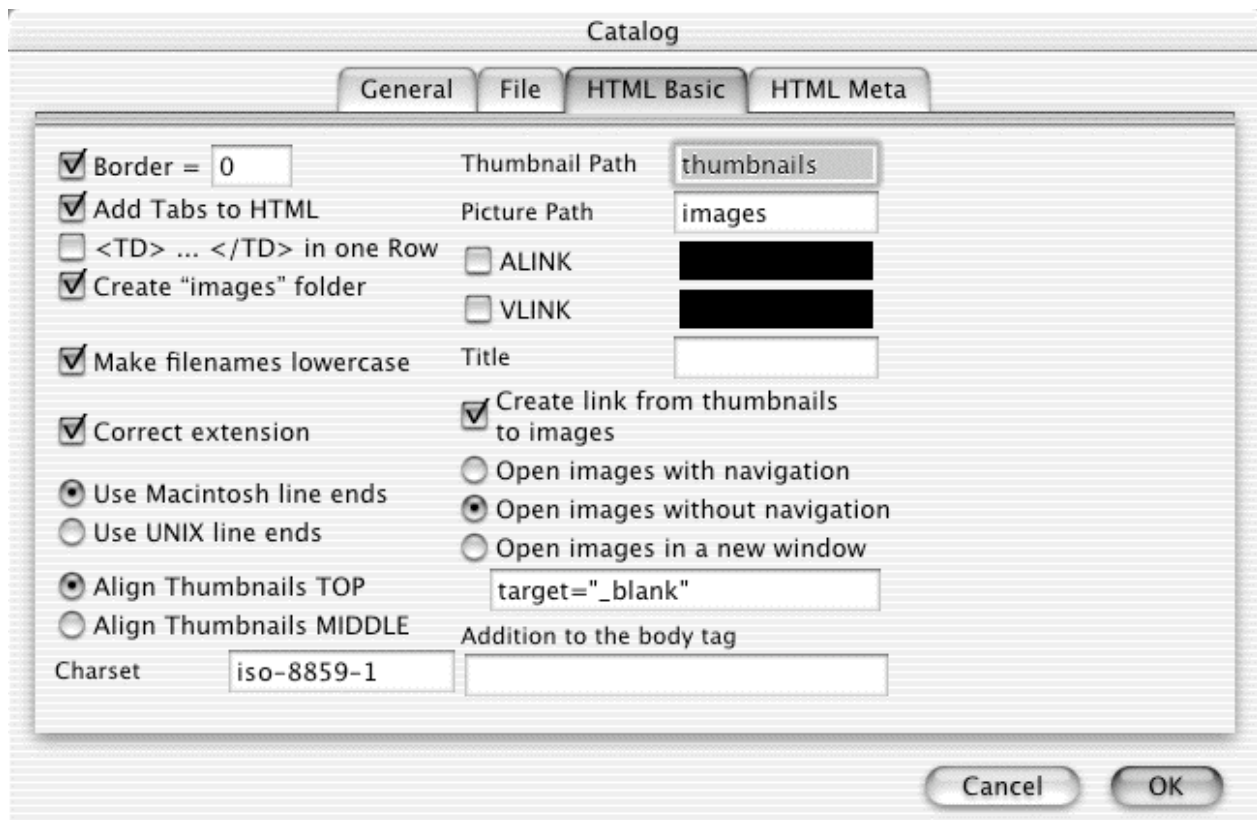 Catalog
General File HTML Basic HTML Meta
Border = 0
Add Tabs to HTML
<TD> ... </TD> in one Row
Create “images” folder
Make filenames lowercase
Correct extension
Use Macintosh line ends
Use UNIX line ends
Align Thumbnails TOP
Align Thumbnails MIDDLE
Charset iso-8859-1
Thumbnail Path thumbnails
Picture Path images
ALINK
VLINK
Title
Create link from thumbnails
to images
Open images with navigation
Open images without navigation
Open images in a new window
target="_blank"
Addition to the body tag
Cancel OK